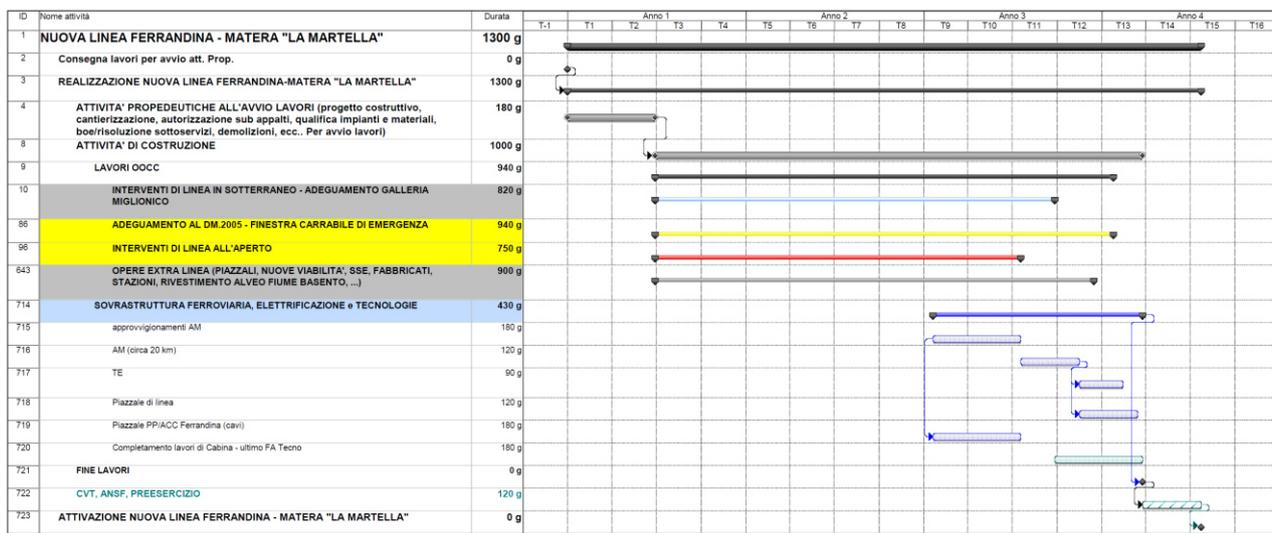 ID Nome attività Durata Anno 1 Anno 2 Anno 3 Anno 4
T-1 T1 T2 T3 T4 T5 T6 T7 T8 T9 T10 T11 T12 T13 T14 T15 T16
1 NUOVA LINEA FERRANDINA - MATERA "LA MARTELLA" 1300 g
2 Consegna lavori per avvio att. Prop. 0 g
3 REALIZZAZIONE NUOVA LINEA FERRANDINA-MATERA "LA MARTELLA" 1300 g
4 ATTIVITA' PROPEDEUTICHE ALL'AVVIO LAVORI (progetto costruttivo, 180 g
cantierizzazione, autorizzazione sub appalti, qualifica impianti e materiali,
boe/risoluzione sottoservizi, demolizioni, ecc.. Per avvio lavori)
8 ATTIVITA' DI COSTRUZIONE 1000 g
9 LAVORI OOCC 940 g
10 INTERVENTI DI LINEA IN SOTTERRANEO - ADEGUAMENTO GALLERIA 820 g
MIGLIONICO
86 ADEGUAMENTO AL DM.2005 - FINESTRA CARRABILE DI EMERGENZA 940 g
96 INTERVENTI DI LINEA ALL'APERTO 750 g
643 OPERE EXTRA LINEA (PIAZZALI, NUOVE VIABILITA', SSE, FABBRICATI, 900 g
STAZIONI, RIVESTIMENTO ALVEO FIUME BASENTO, ...)
714 SOVRASTRUTTURA FERROVIARIA, ELETTRIFICAZIONE e TECNOLOGIE 430 g
715 approvvigionamenti AM 180 g
716 AM (circa 20 km) 120 g
717 TE 90 g
718 Piazzale di linea 120 g
719 Piazzale PP/ACC Ferrandina (cavi) 180 g
720 Completamento lavori di Cabina - ultimo FA Tecno 180 g
721 FINE LAVORI 0 g
722 CVT, ANSF, PREESERCIZIO 120 g
723 ATTIVAZIONE NUOVA LINEA FERRANDINA - MATERA "LA MARTELLA" 0 g